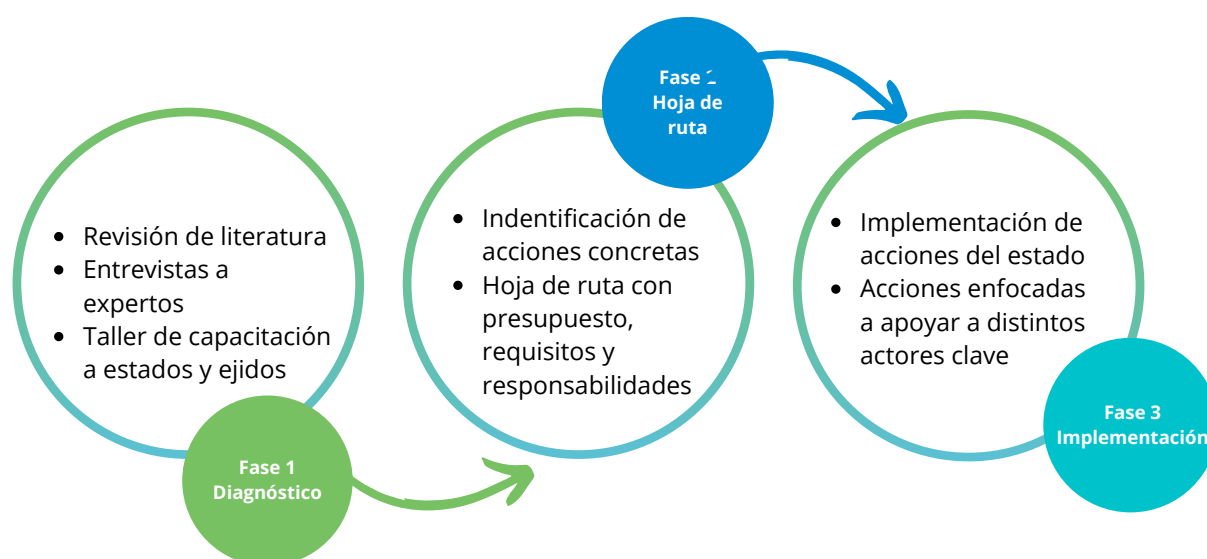 • Revisión de literatura
• Entrevistas a
expertos
• Taller de capacitación
a estados y ejidos
Fase 1
Diagnóstico
Fase 2
Hoja de
ruta
• Indentificación de
acciones concretas
• Hoja de ruta con
presupuesto,
requisitos y
responsabilidades
• Implementación de
acciones del estado
• Acciones enfocadas
a apoyar a distintos
actores clave
Fase 3
Implementación